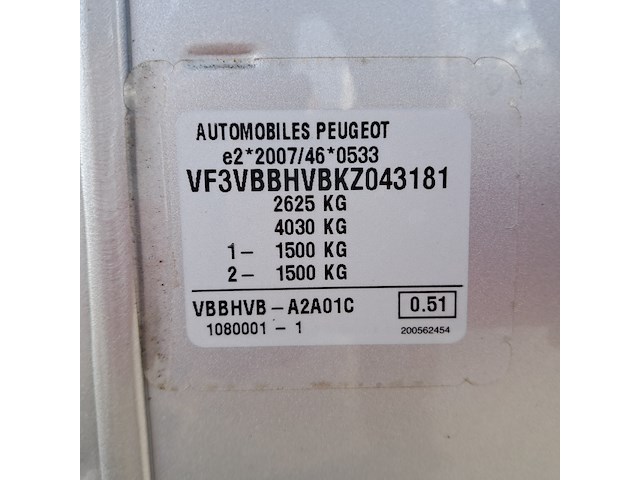 AUTOMOBILES PEUGEOT
e2*2007/46*0533
VF3VBBHVBKZ043181
2625 KG
4030 KG
1- 1500 KG
2- 1500 KG
VBBHVB-A2A01C 0.51
1080001-1 200562454